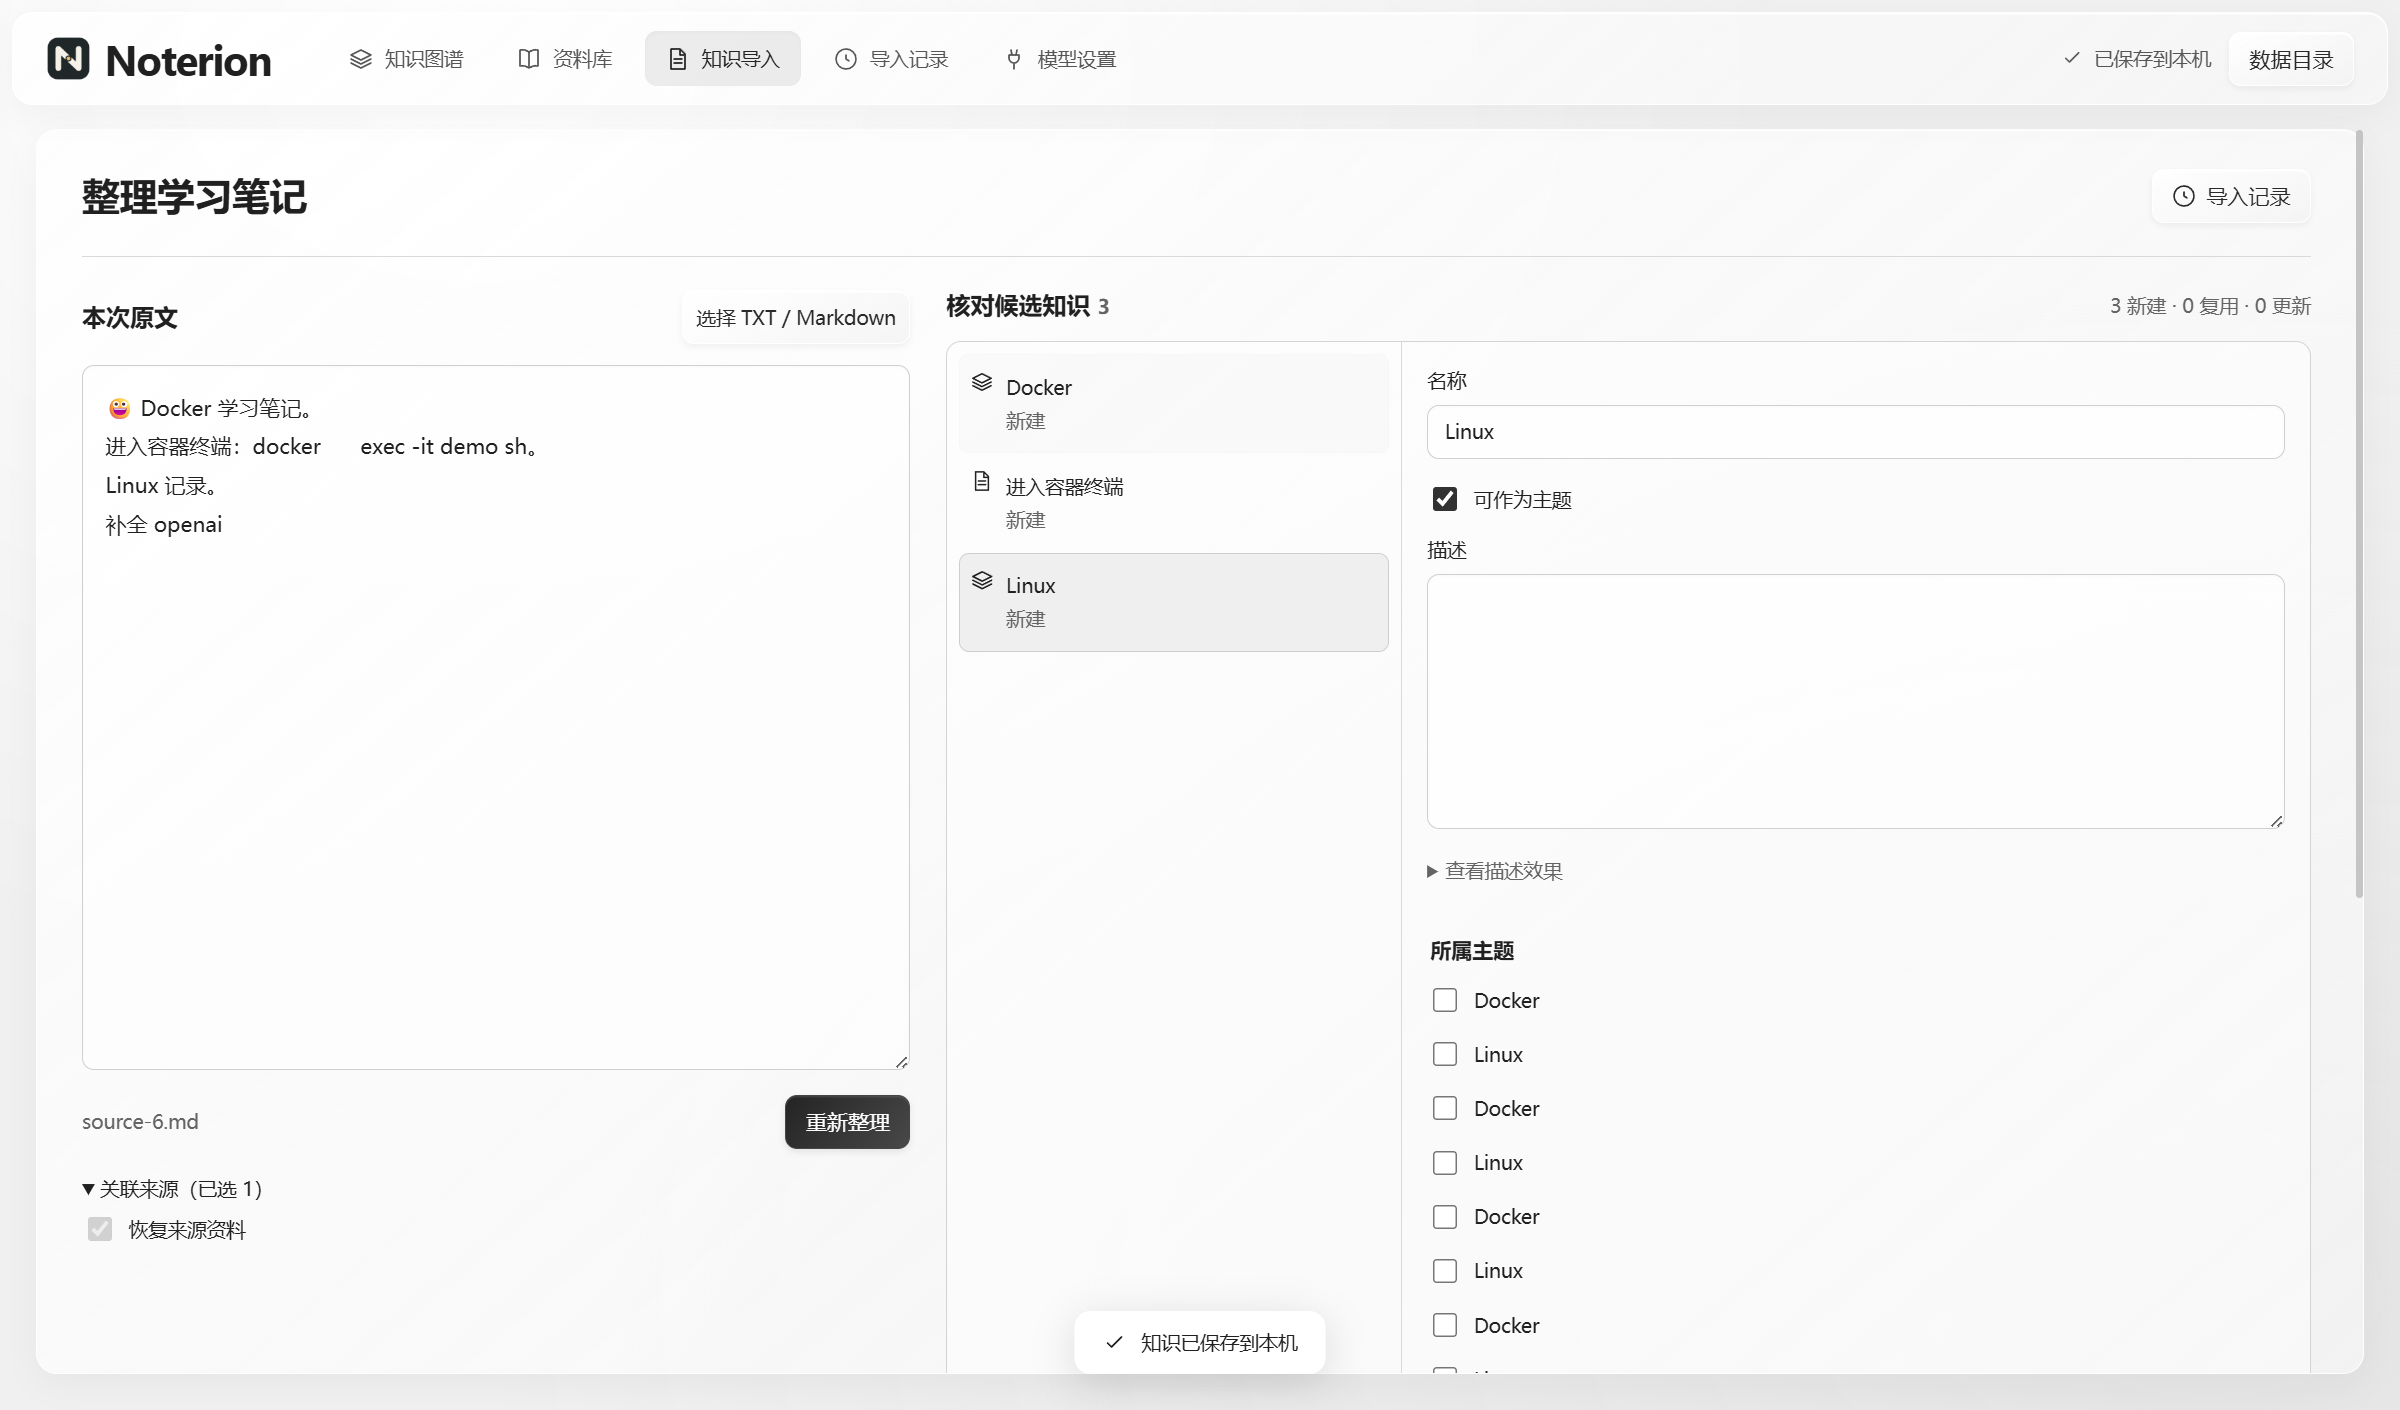 Noterion
知识图谱
资料库
知识导入
导入记录
模型设置
已保存到本机
数据目录
整理学习笔记
导入记录
本次原文
选择 TXT / Markdown
😀 Docker 学习笔记。
进入容器终端：docker      exec -it demo sh。
Linux 记录。
补全 openai
source-6.md
重新整理
▼关联来源（已选 1）
恢复来源资料
核对候选知识 3
3 新建 · 0 复用 · 0 更新
Docker
新建
进入容器终端
新建
Linux
新建
名称
Linux
可作为主题
描述
▶ 查看描述效果
所属主题
Docker
Linux
Docker
Linux
Docker
Linux
Docker
知识已保存到本机